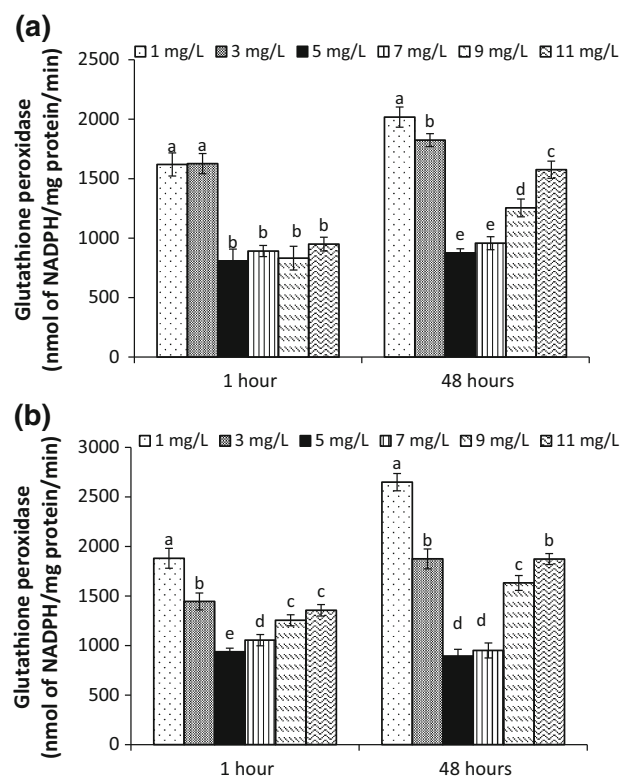 (a)
1 mg/L 3 mg/L 5 mg/L 7 mg/L 9 mg/L 11 mg/L
Glutathione peroxidase
(nmol of NADPH/mg protein/min)
2500
2000
1500
1000
500
0
a a b b b b
a b e e d c
1 hour 48 hours
(b)
1 mg/L 3 mg/L 5 mg/L 7 mg/L 9 mg/L 11 mg/L
Glutathione peroxidase
(nmol of NADPH/mg protein/min)
3000
2500
2000
1500
1000
500
0
a b e d c c
a b d d c b
1 hour 48 hours